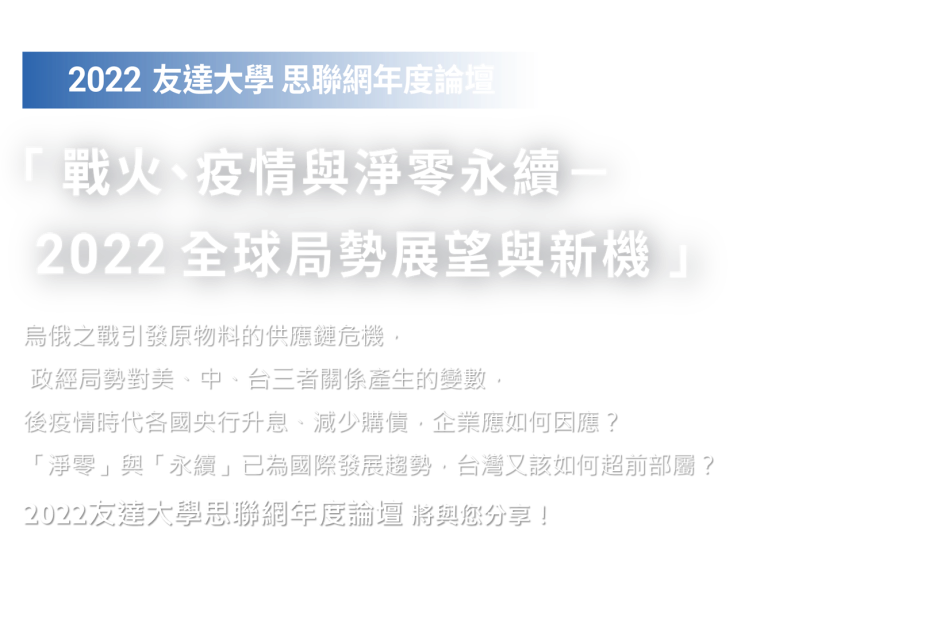 2022 友達大學 思聯網年度論壇
「戰火、疫情與淨零永續－
2022 全球局勢展望與新機」
烏俄之戰引發原物料的供應鏈危機，
政經局勢對美、中、台三者關係產生的變數，
後疫情時代各國央行升息、減少購債，企業應如何因應？
「淨零」與「永續」已為國際發展趨勢，台灣又該如何超前部屬？
2022友達大學思聯網年度論壇 將與您分享！